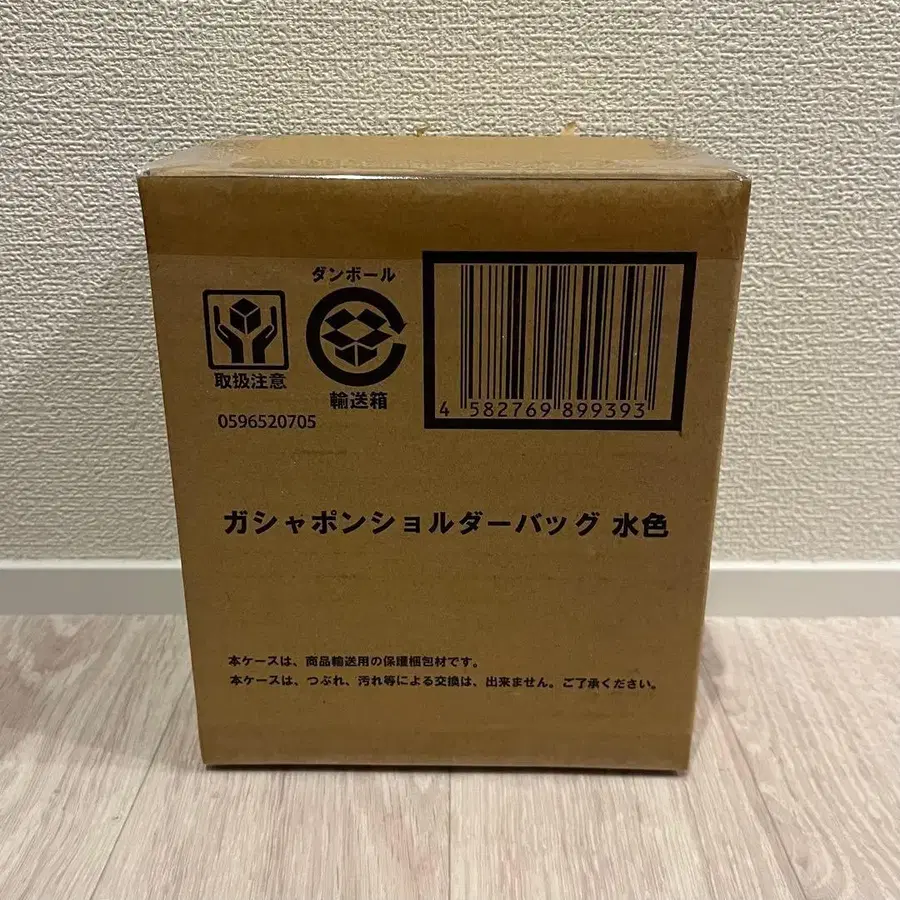 ダンボール
取扱注意
輸送箱
0596520705
4 582769 899393
ガシャポンショルダーバッグ 水色
本ケースは、商品輸送用の保護梱包材です。
本ケースは、つぶれ、汚れ等による交換は、出来ません。ご了承ください。